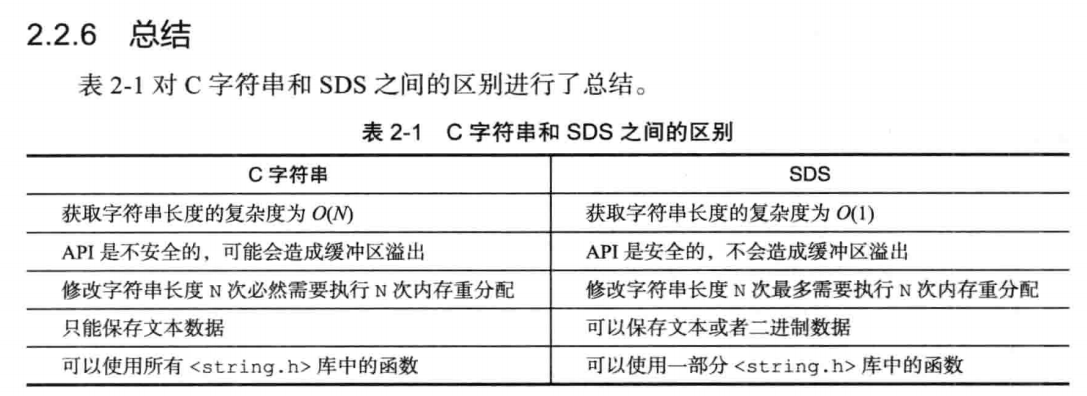 2.2.6 总结
表 2-1 对 C 字符串和 SDS 之间的区别进行了总结。
表 2-1 C 字符串和 SDS 之间的区别
C 字符串 SDS
获取字符串长度的复杂度为 O(N) 获取字符串长度的复杂度为 O(1)
API 是不安全的，可能会造成缓冲区溢出 API 是安全的，不会造成缓冲区溢出
修改字符串长度 N 次必然需要执行 N 次内存重分配 修改字符串长度 N 次最多需要执行 N 次内存重分配
只能保存文本数据 可以保存文本或者二进制数据
可以使用所有 <string.h> 库中的函数 可以使用一部分 <string.h> 库中的函数